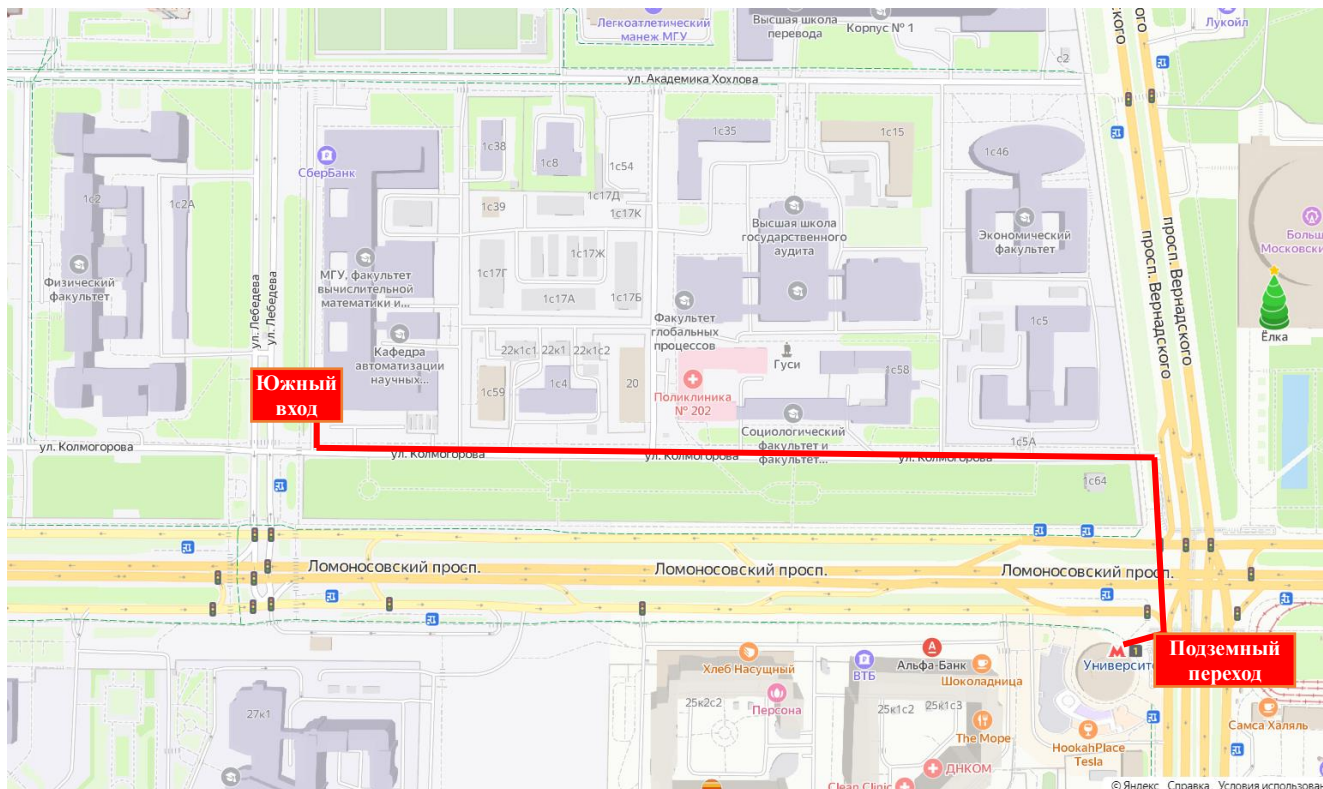 Легкоатлетический
манеж МГУ
Высшая школа
перевода
Корпус № 1
Лукойл
с2
ул. Академика Хохлова
1с38
1с8
1с54
1с35
1с15
1с46
СберБанк
1с2
1с2А
1с39
1с17Д
1с17К
Высшая школа
государственного
аудита
Экономический
факультет
просп. Вернадского
просп. Вернадского
Физический
факультет
ул. Лебедева
ул. Лебедева
МГУ, факультет
вычислительной
математики и...
1с17Г
1с17Ж
1с17А
1с17Б
Факультет
глобальных
процессов
1с5
Ёлка
Кафедра
автоматизации
научных...
22к1с1
22к1
22к1с2
1с59
1с4
20
Гуси
1с58
Поликлиника
№ 202
Южный
вход
Социологический
факультет и
факультет...
1с5А
ул. Колмогорова
ул. Колмогорова
ул. Колмогорова
ул. Колмогорова
1с64
Ломоносовский просп.
Ломоносовский просп.
Ломоносовский просп.
Подземный
переход
1
Хлеб Насущный
ВТБ
Альфа-Банк
Шоколадница
Персона
27к1
25к2с2
25к1с2
25к1с3
The Море
HookahPlace
Tesla
Самса Халяль
ДНКОМ
Clean Clinic
© Яндекс Справка